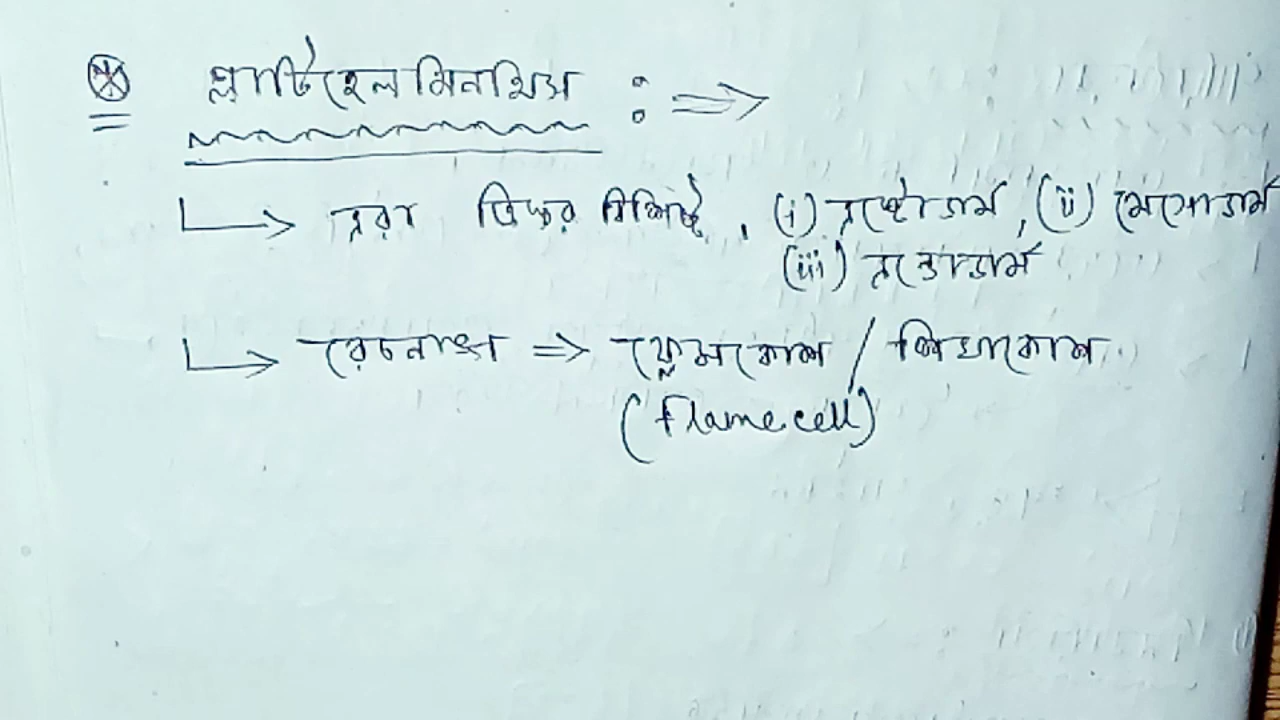 প্লাটিহেলমিনথিস :⇒
↳ এরা ত্রিস্তর বিশিষ্ট, (i) এক্টোডার্ম, (ii) মেসোডার্ম
(iii) এন্ডোডার্ম
↳ রেচনাঙ্গ ⇒ ফ্লেমকোশ / শিখাকোশ
(flame cell)